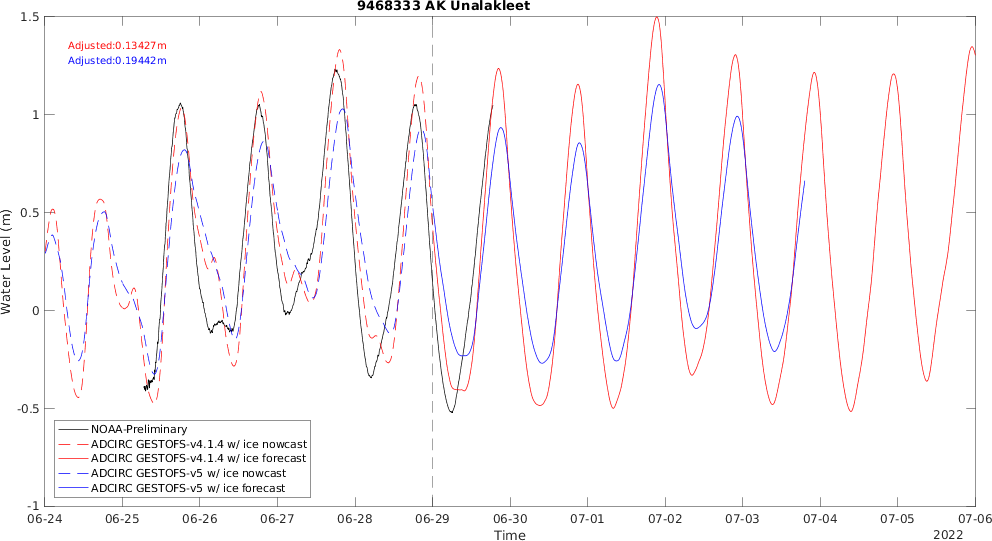 9468333 AK Unalakleet
Adjusted:0.13427m
Adjusted:0.19442m
Water Level (m)
1.5
1
0.5
0
-0.5
-1
NOAA-Preliminary
ADCIRC GESTOFS-v4.1.4 w/ ice nowcast
ADCIRC GESTOFS-v4.1.4 w/ ice forecast
ADCIRC GESTOFS-v5 w/ ice nowcast
ADCIRC GESTOFS-v5 w/ ice forecast
06-24 06-25 06-26 06-27 06-28 06-29 06-30 07-01 07-02 07-03 07-04 07-05 07-06
Time
2022